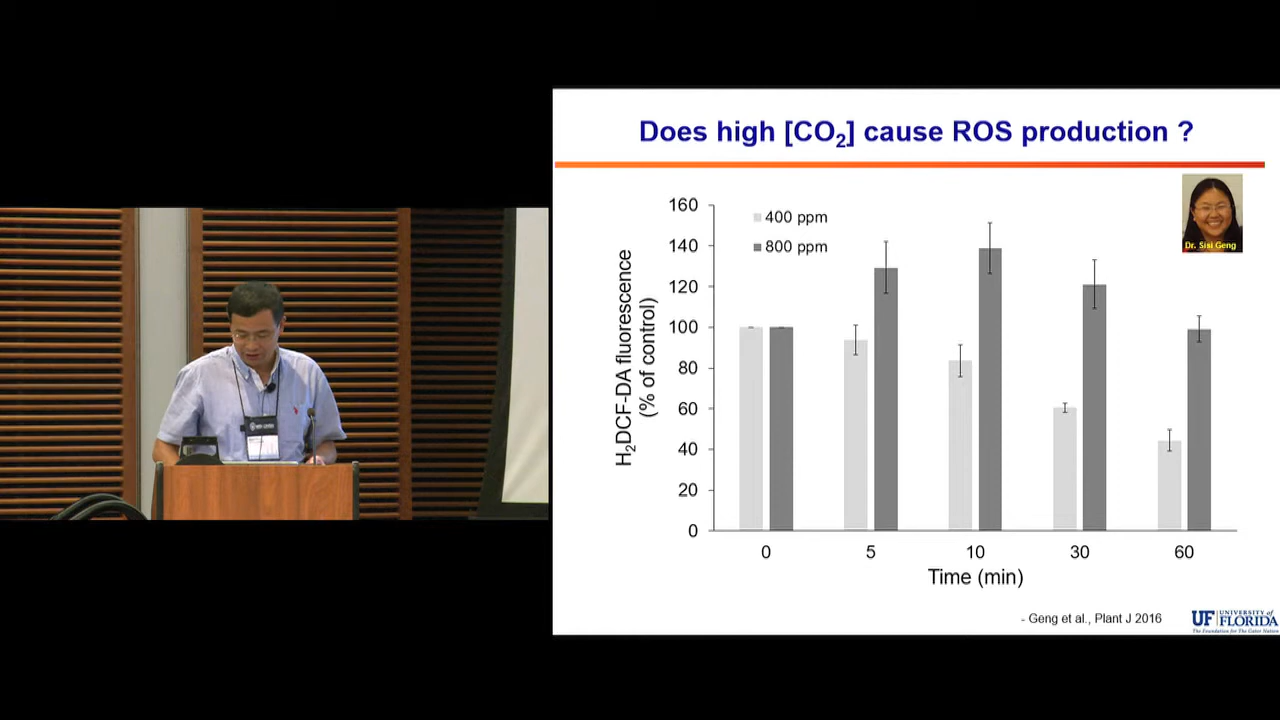 Does high [CO₂] cause ROS production ?
Dr. Sisi Geng
160
140
120
100
80
60
40
20
0
400 ppm
800 ppm
H₂DCF-DA fluorescence
(% of control)
0 5 10 30 60
Time (min)
- Geng et al., Plant J 2016
UF UNIVERSITY of
FLORIDA
The Foundation for The Gator Nation